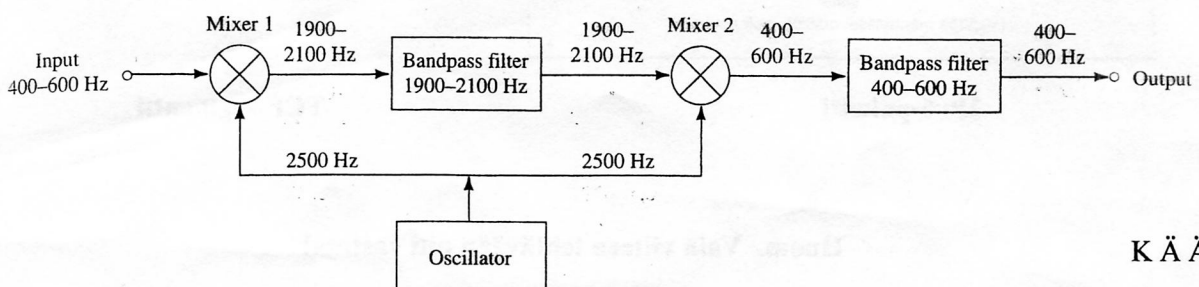 Mixer 1
1900–
2100 Hz
1900–
2100 Hz
Mixer 2
400–
600 Hz
400–
600 Hz
Input
400–600 Hz
Bandpass filter
1900–2100 Hz
Bandpass filter
400–600 Hz
Output
2500 Hz
2500 Hz
Oscillator
K Ä Ä